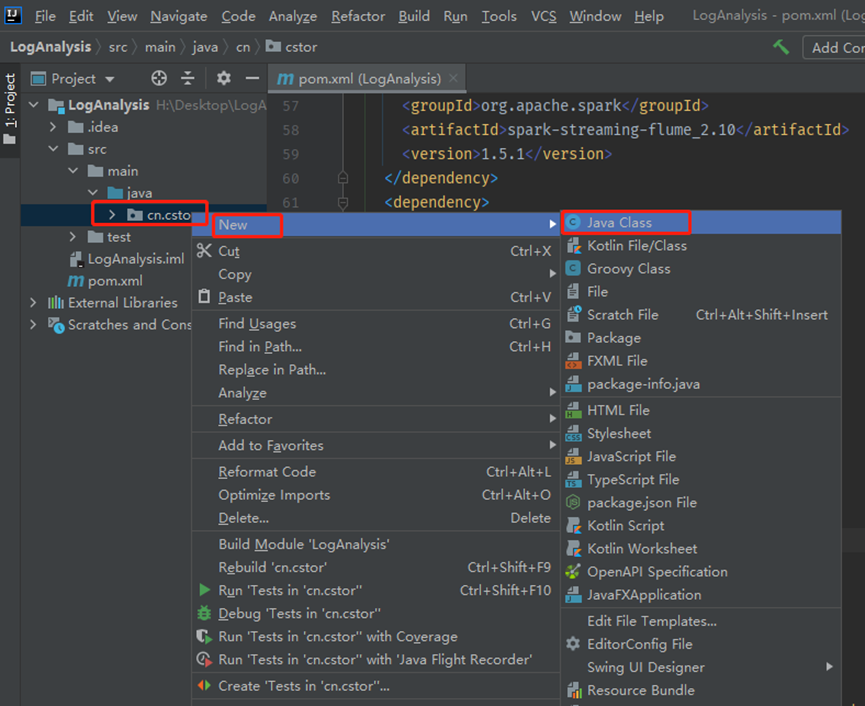 IJ File Edit View Navigate Code Analyze Refactor Build Run Tools VCS Window Help LogAnalysis - pom.xml (Log
LogAnalysis src main java cn cstor Add Cor
1: Project
Project
m pom.xml (LogAnalysis)
LogAnalysis H:\Desktop\LogA
.idea
src
main
java
cn.csto
test
LogAnalysis.iml
m pom.xml
External Libraries
Scratches and Cons
57 <groupId>org.apache.spark</groupId>
58 <artifactId>spark-streaming-flume_2.10</artifactId>
59 <version>1.5.1</version>
60 </dependency>
61 <dependency>
New
Cut Ctrl+X
Copy
Paste Ctrl+V
Find Usages Ctrl+G
Find in Path... Ctrl+H
Replace in Path...
Analyze
Refactor
Add to Favorites
Reformat Code Ctrl+Alt+L
Optimize Imports Ctrl+Alt+O
Delete... Delete
Build Module 'LogAnalysis'
Rebuild 'cn.cstor' Ctrl+Shift+F9
Run 'Tests in 'cn.cstor'' Ctrl+Shift+F10
Debug 'Tests in 'cn.cstor''
Run 'Tests in 'cn.cstor'' with Coverage
Run 'Tests in 'cn.cstor'' with 'Java Flight Recorder'
Create 'Tests in 'cn.cstor''...
Java Class
Kotlin File/Class
Groovy Class
File
Scratch File Ctrl+Alt+Shift+Insert
Package
FXML File
package-info.java
HTML File
Stylesheet
JavaScript File
TypeScript File
package.json File
Kotlin Script
Kotlin Worksheet
OpenAPI Specification
JavaFXApplication
Edit File Templates...
EditorConfig File
Swing UI Designer
Resource Bundle